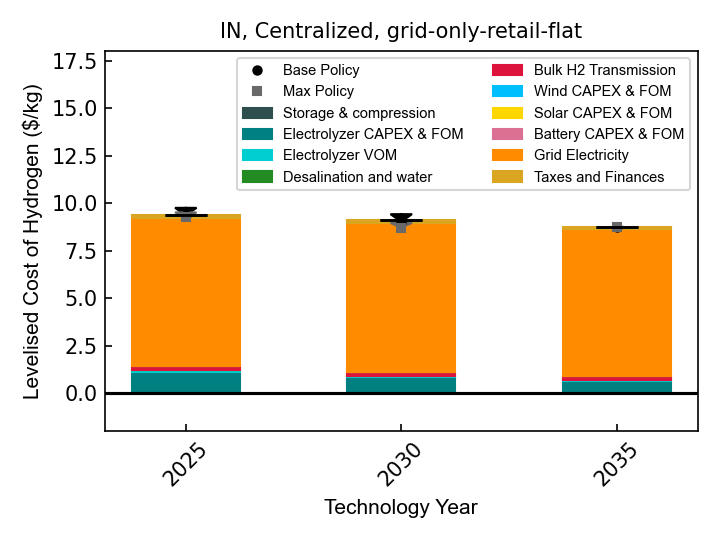 IN, Centralized, grid-only-retail-flat
Levelised Cost of Hydrogen ($/kg)
17.5
15.0
12.5
10.0
7.5
5.0
2.5
0.0
Base Policy
Max Policy
Storage & compression
Electrolyzer CAPEX & FOM
Electrolyzer VOM
Desalination and water
Bulk H2 Transmission
Wind CAPEX & FOM
Solar CAPEX & FOM
Battery CAPEX & FOM
Grid Electricity
Taxes and Finances
2025
2030
2035
Technology Year